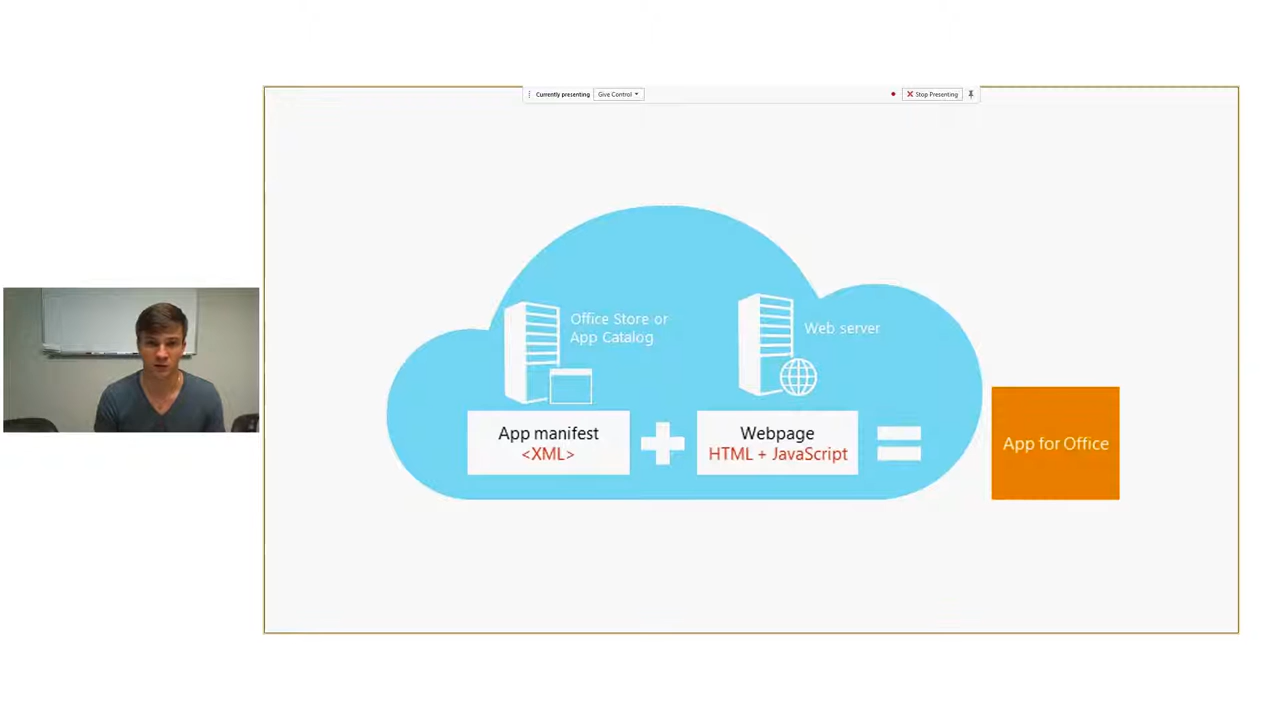 Currently presenting Give Control Stop Presenting
Office Store or
App Catalog
Web server
App manifest
<XML>
Webpage
HTML + JavaScript
App for Office